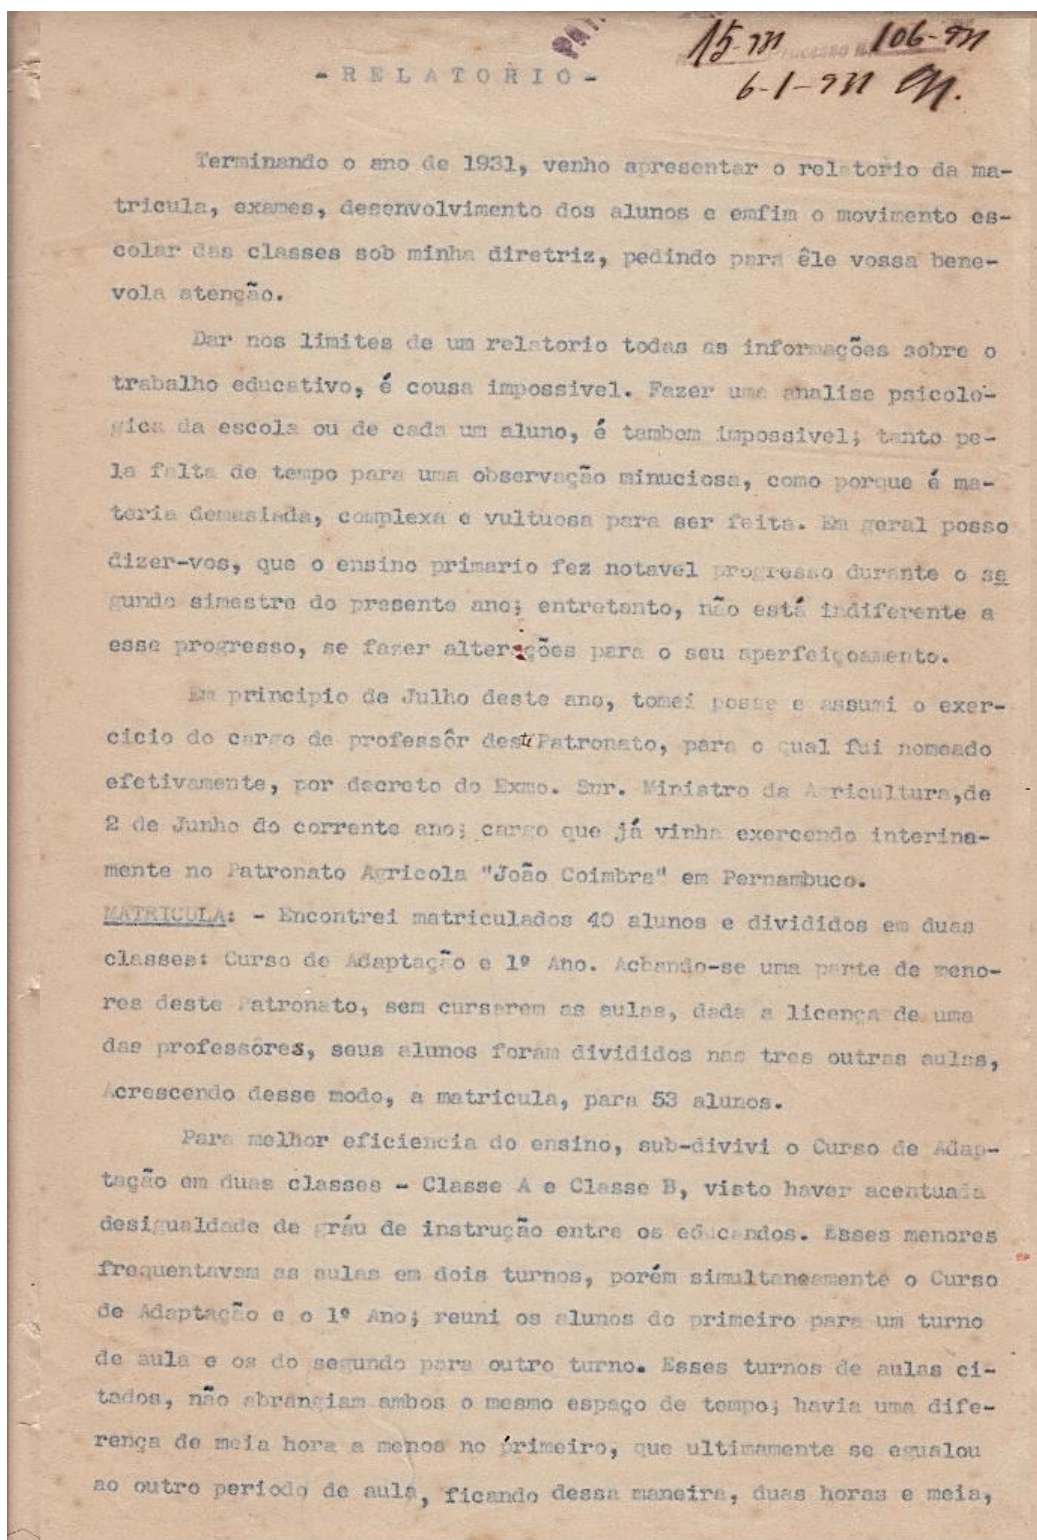 15-971 106-971
6-1-931
-RELATORIO-
Terminando o ano de 1931, venho apresentar o relatorio da ma-
tricula, exames, desenvolvimento dos alunos e emfim o movimento es-
colar das classes sob minha diretriz, pedindo para êle vossa bene-
vola atenção.
Dar nos limites de um relatorio todas as informações sobre o
trabalho educativo, é cousa impossivel. Fazer uma analise psicolo-
gica da escola ou de cada um aluno, é tambem impossivel; tanto pe-
la falta de tempo para uma observação minuciosa, como porque é ma-
teria demasiada, complexa e vultuosa para ser feita. Em geral posso
dizer-vos, que o ensino primario fez notavel progresso durante o se
gundo simestre do presente ano; entretanto, não está indiferente a
esse progresso, se fazer alterações para o seu aperfeiçoamento.
Em principio de Julho deste ano, tomei posse e assumi o exer-
cicio do cargo de professôr deste Patronato, para o qual fui nomeado
efetivamente, por decreto do Exmo. Snr. Ministro da Agricultura,de
2 de Junho do corrente ano; cargo que já vinha exercendo interina-
mente no Patronato Agricola "João Coimbra" em Pernambuco.
MATRICULA: - Encontrei matriculados 40 alunos e divididos em duas
classes: Curso de Adaptação e 1º Ano. Achando-se uma parte de meno-
res deste Patronato, sem cursarem as aulas, dada a licença de uma
das professôres, seus alunos foram divididos nas tres outras aulas,
Acrescendo desse modo, a matricula, para 53 alunos.
Para melhor eficiencia do ensino, sub-divivi o Curso de Adap-
tação em duas classes - Classe A e Classe B, visto haver acentuada
desigualdade de gráu de instrução entre os educandos. Esses menores
frequentavam as aulas em dois turnos, porém simultaneamente o Curso
de Adaptação e o 1º Ano; reuni os alunos do primeiro para um turno
de aula e os do segundo para outro turno. Esses turnos de aulas ci-
tados, não abrangiam ambos o mesmo espaço de tempo; havia uma dife-
rença de meia hora a menos no primeiro, que ultimamente se egualou
ao outro periodo de aula, ficando dessa maneira, duas horas e meia,